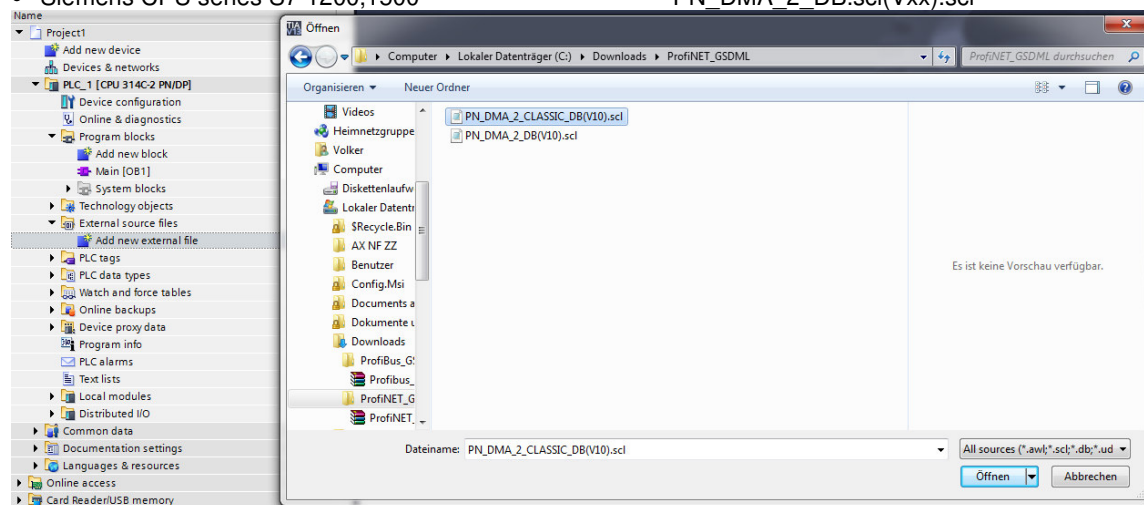 • Siemens CPU series S7 1200,1500 PN_DMA_2_DB.scl(Vxx).scl
Name
Project1
Add new device
Devices & networks
PLC_1 [CPU 314C-2 PN/DP]
Device configuration
Online & diagnostics
Program blocks
Add new block
Main [OB1]
System blocks
Technology objects
External source files
Add new external file
PLC tags
PLC data types
Watch and force tables
Online backups
Device proxy data
Program info
PLC alarms
Text lists
Local modules
Distributed I/O
Common data
Documentation settings
Languages & resources
Online access
Card Reader/USB memory
Öffnen
Computer ▸ Lokaler Datenträger (C:) ▸ Downloads ▸ ProfiNET_GSDML
ProfiNET_GSDML durchsuchen
Organisieren Neuer Ordner
Videos
Heimnetzgruppe
Volker
Computer
Diskettenlaufw
Lokaler Datentr
$Recycle.Bin
AX NF ZZ
Benutzer
Config.Msi
Documents a
Dokumente u
Downloads
ProfiBus_G
Profibus_
ProfiNET_G
ProfiNET_
PN_DMA_2_CLASSIC_DB(V10).scl
PN_DMA_2_DB(V10).scl
Es ist keine Vorschau verfügbar.
Dateiname: PN_DMA_2_CLASSIC_DB(V10).scl
All sources (*.awl;*.scl;*.db;*.ud
Öffnen Abbrechen